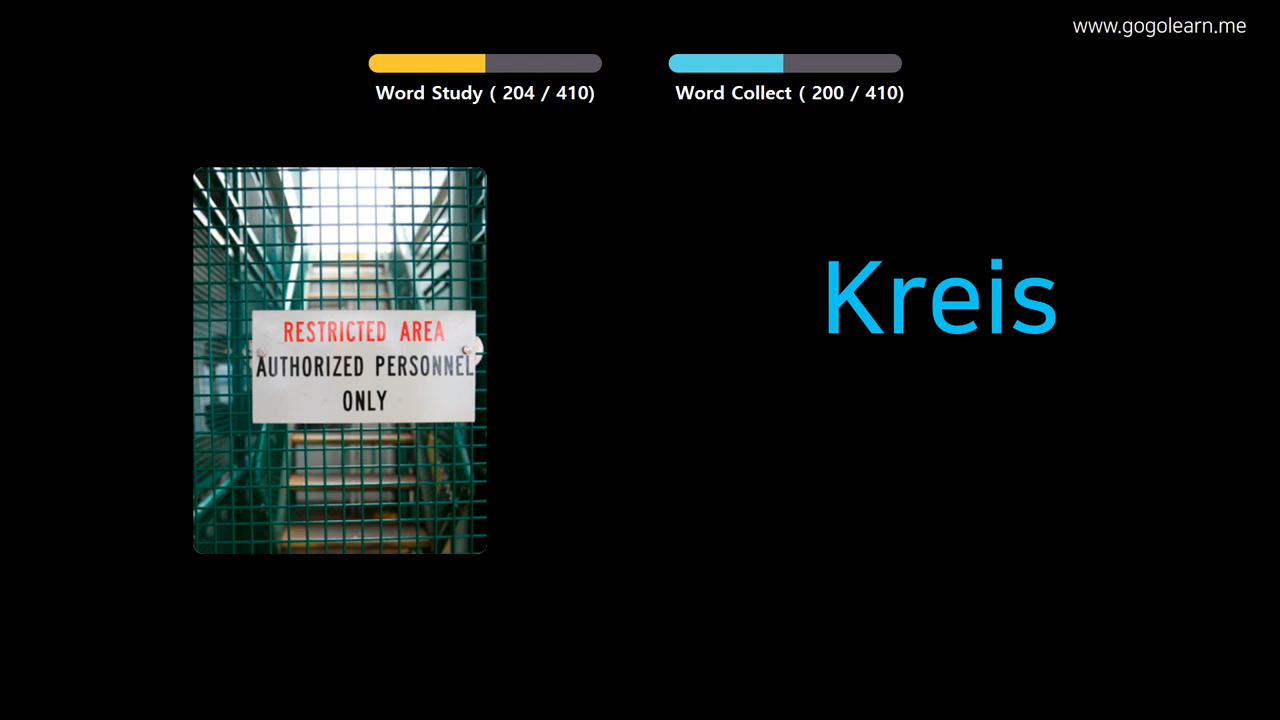 www.gogolearn.me
Word Study ( 204 / 410)
Word Collect ( 200 / 410)
RESTRICTED AREA
AUTHORIZED PERSONNEL
ONLY
Kreis